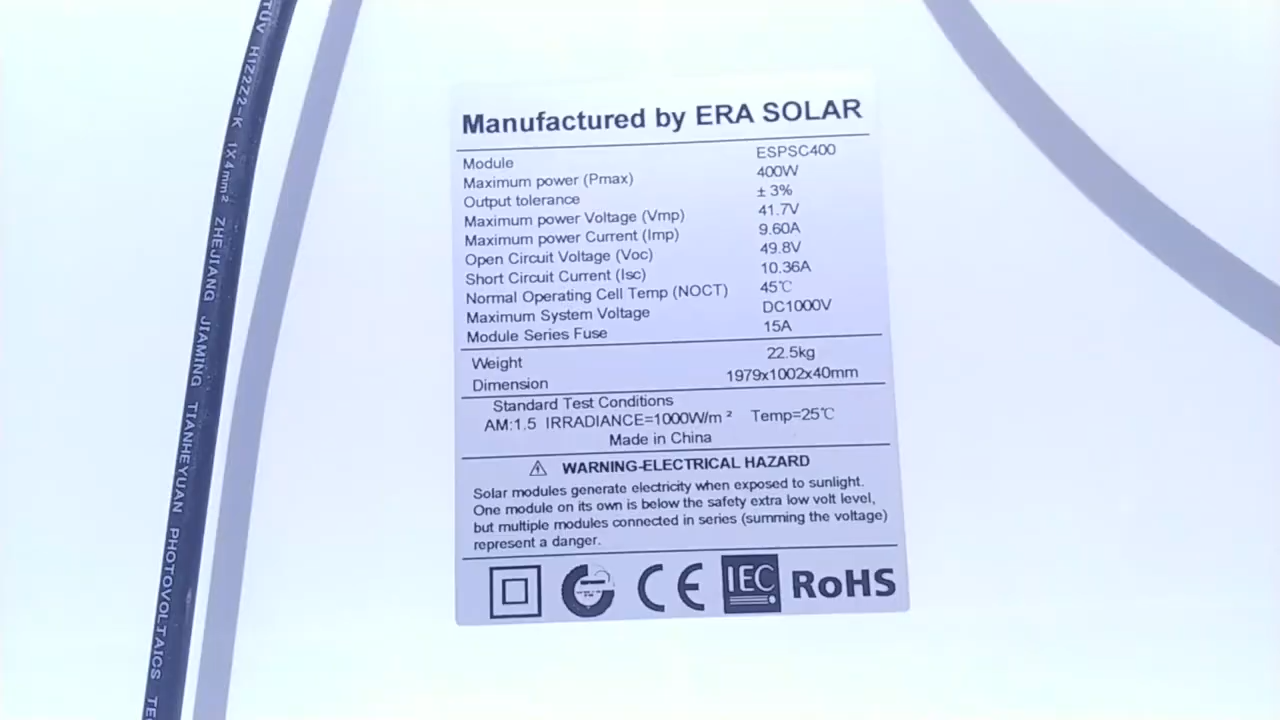 TÜV H1Z2Z2-K 1X4mm² ZHEJIANG JIAMING TIANHEYUAN PHOTOVOLTAICS
Manufactured by ERA SOLAR
Module ESPSC400
Maximum power (Pmax) 400W
Output tolerance ± 3%
Maximum power Voltage (Vmp) 41.7V
Maximum power Current (Imp) 9.60A
Open Circuit Voltage (Voc) 49.8V
Short Circuit Current (Isc) 10.36A
Normal Operating Cell Temp (NOCT) 45℃
Maximum System Voltage DC1000V
Module Series Fuse 15A
Weight 22.5kg
Dimension 1979x1002x40mm
Standard Test Conditions
AM:1.5 IRRADIANCE=1000W/m² Temp=25℃
Made in China
WARNING-ELECTRICAL HAZARD
Solar modules generate electricity when exposed to sunlight.
One module on its own is below the safety extra low volt level,
but multiple modules connected in series (summing the voltage)
represent a danger.
CE IEC RoHS